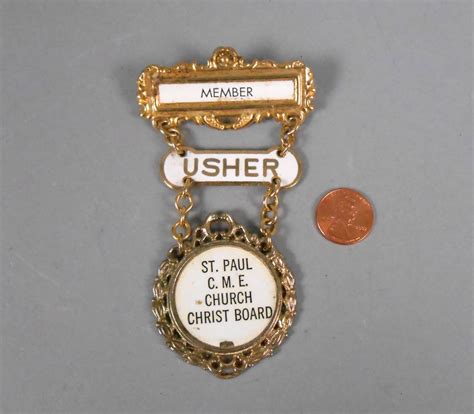 MEMBER
USHER
ST. PAUL
C. M. E.
CHURCH
CHRIST BOARD